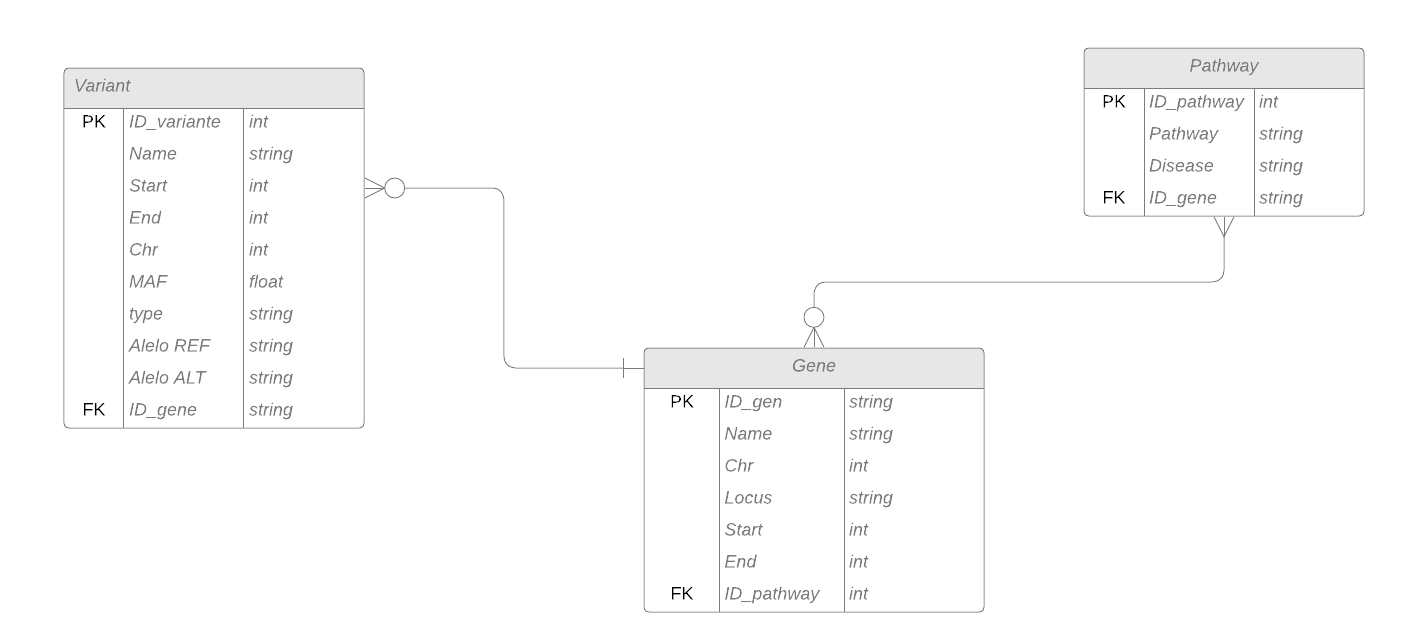 Variant
PK ID_variante int
Name string
Start int
End int
Chr int
MAF float
type string
Alelo REF string
Alelo ALT string
FK ID_gene string
Pathway
PK ID_pathway int
Pathway string
Disease string
FK ID_gene string
Gene
PK ID_gen string
Name string
Chr int
Locus string
Start int
End int
FK ID_pathway int